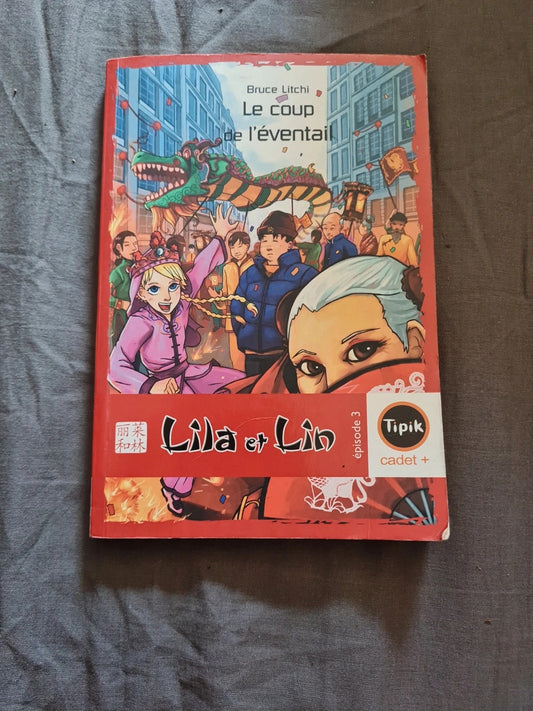 Bruce Litchi
Le coup
de l'éventail
丽莱
和林
Lila et Lin
épisode 3
Tipik
cadet +